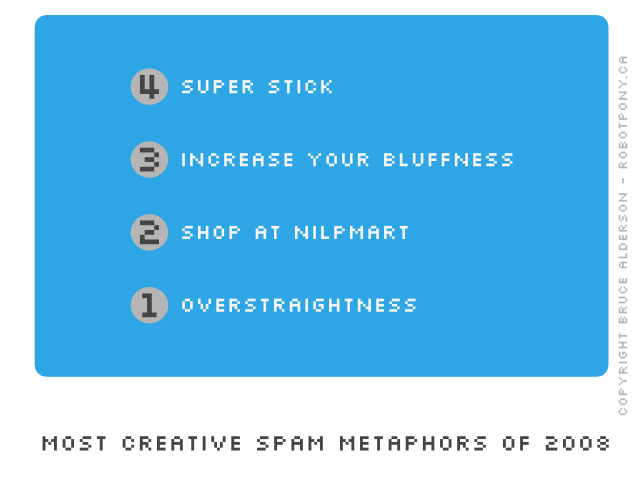 4 SUPER STICK
3 INCREASE YOUR BLUFFNESS
2 SHOP AT NILPMART
1 OVERSTRAIGHTNESS
MOST CREATIVE SPAM METAPHORS OF 2008
COPYRIGHT BRUCE ALDERSON - ROBOTPONY.CA